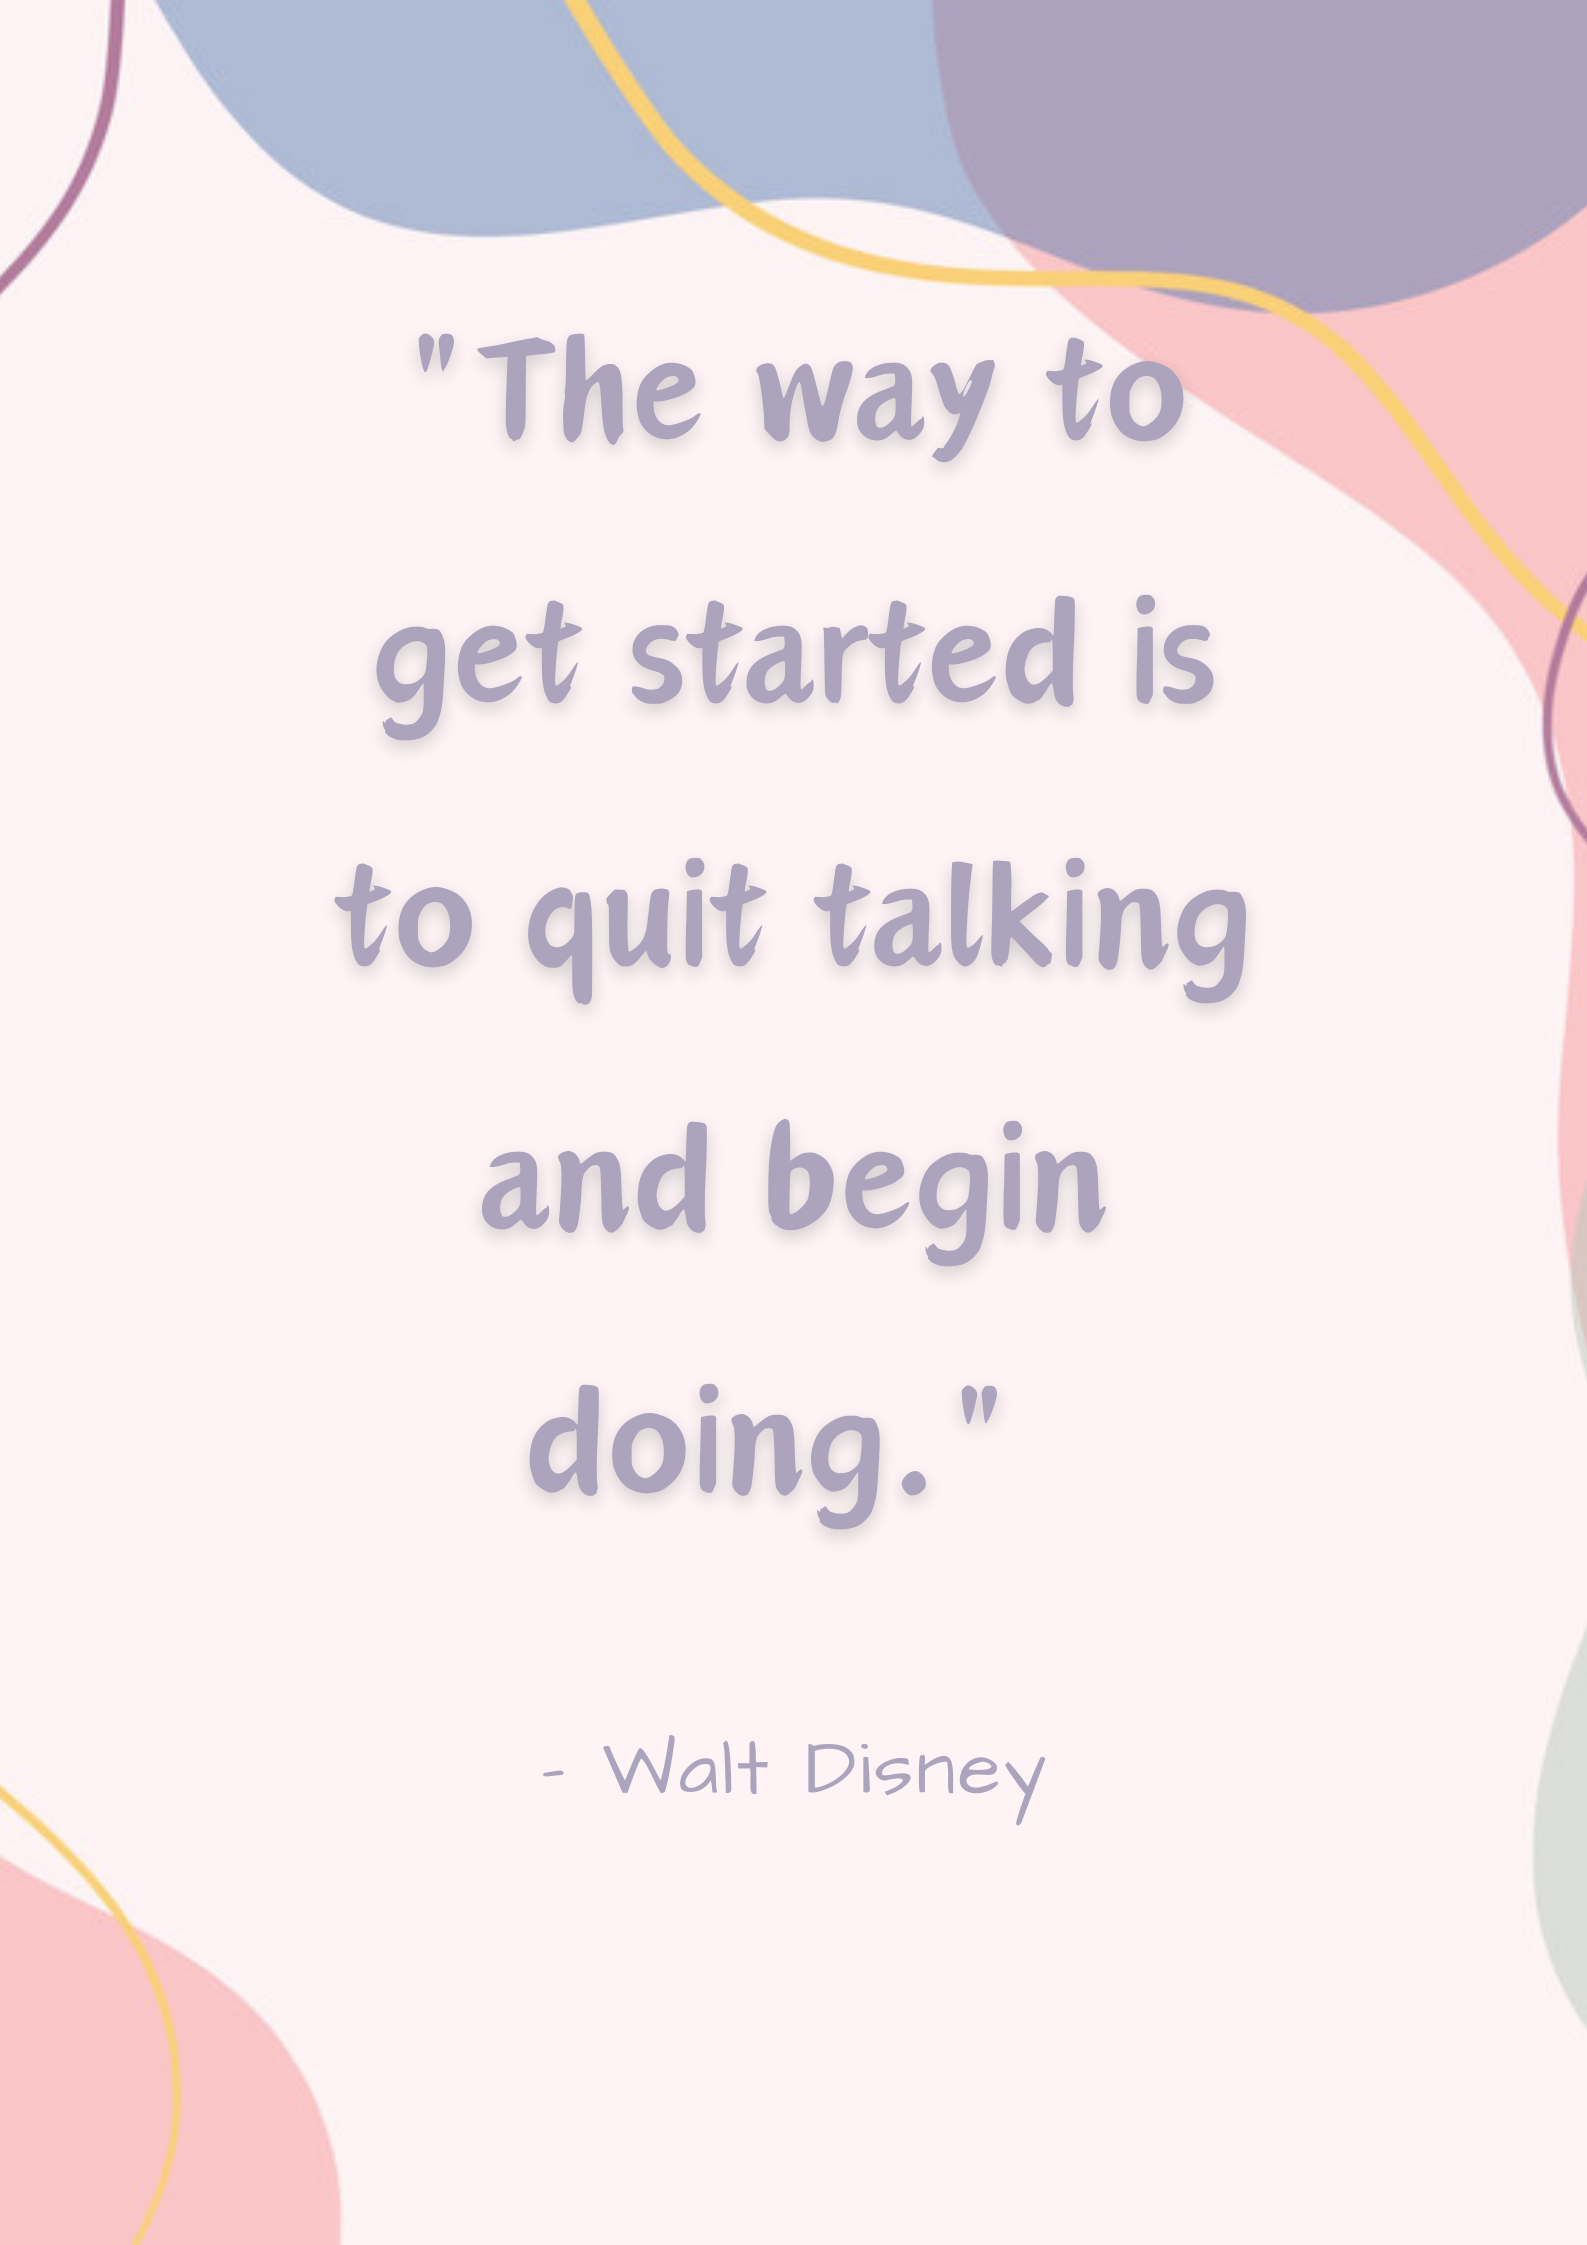 "The way to
get started is
to quit talking
and begin
doing."
- Walt Disney